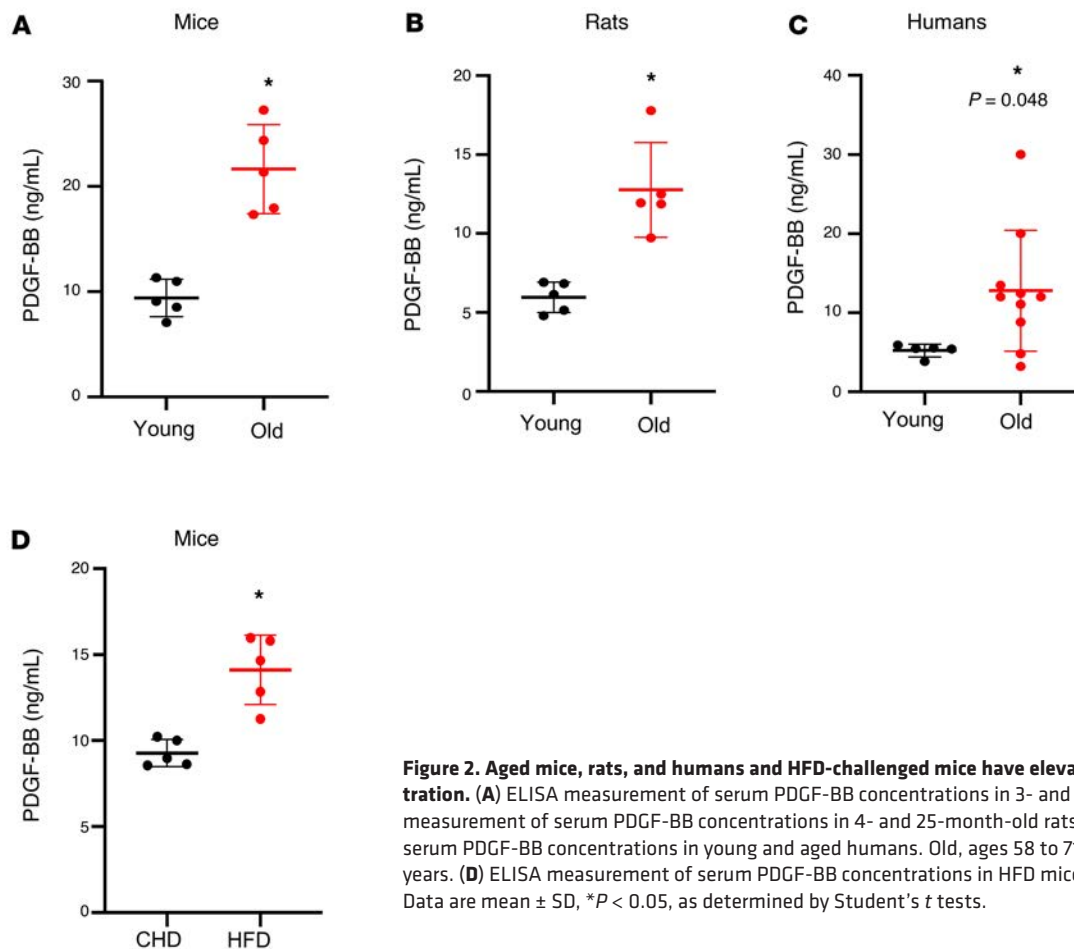 A
Mice
30
20
10
0
PDGF-BB (ng/mL)
*
Young
Old
B
Rats
20
15
10
5
0
PDGF-BB (ng/mL)
*
Young
Old
C
Humans
40
30
20
10
0
PDGF-BB (ng/mL)
*
P = 0.048
Young
Old
D
Mice
20
15
10
5
0
PDGF-BB (ng/mL)
*
CHD
HFD
Figure 2. Aged mice, rats, and humans and HFD-challenged mice have
tration. (A) ELISA measurement of serum PDGF-BB concentrations in 3- and
measurement of serum PDGF-BB concentrations in 4- and 25-month-old rats
serum PDGF-BB concentrations in young and aged humans. Old, ages 58 to
years. (D) ELISA measurement of serum PDGF-BB concentrations in HFD mice
Data are mean ± SD, *P < 0.05, as determined by Student's t tests.